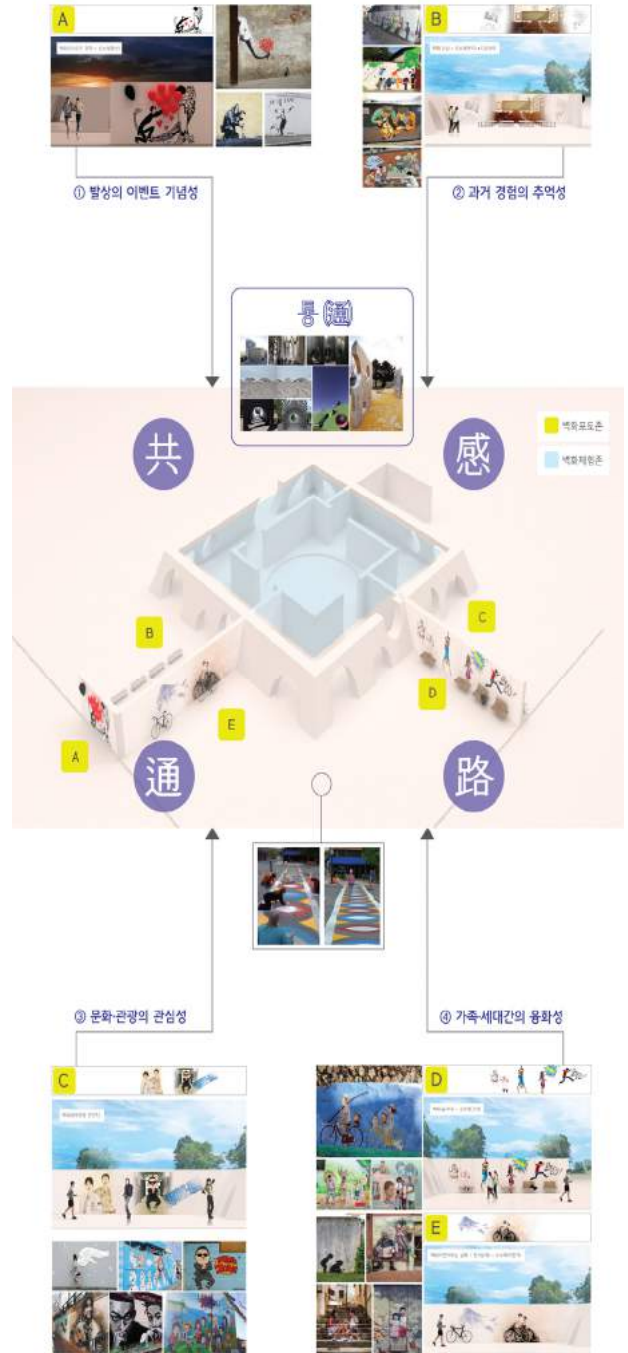 A
B
① 발상의 이벤트 기념성
② 과거 경험의 추억성
통(通)
共
感
벽화포토존
벽화체험존
B
C
D
E
A
通
路
③ 문화·관광의 관심성
④ 가족·세대간의 융화성
C
D
E